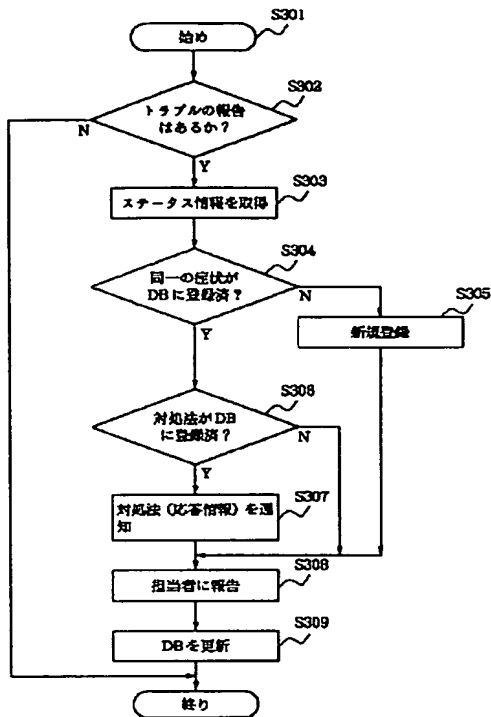 S301
始め
S302
トラブルの報告
はあるか？
N
Y
S303
ステータス情報を取得
S304
同一の症状が
DBに登録済？
N
Y
S305
新規登録
S306
対処法がDB
に登録済？
N
Y
S307
対処法（応答情報）を通
知
S308
担当者に報告
S309
DBを更新
終り